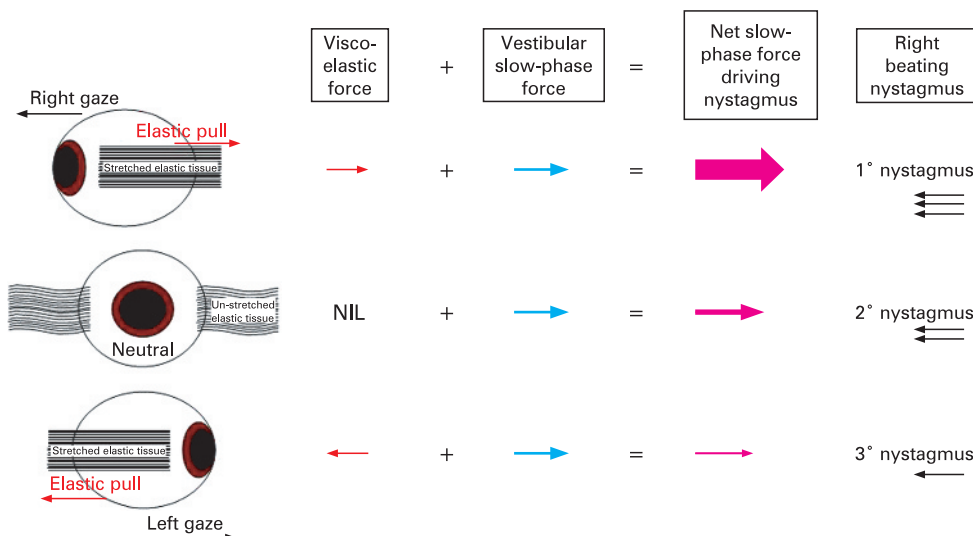 Visco-
elastic
force
+
Vestibular
slow-phase
force
=
Net slow-
phase force
driving
nystagmus
Right
beating
nystagmus
Right gaze
Elastic pull
Stretched elastic tissue
+
=
1° nystagmus
Un-stretched
elastic tissue
Neutral
NIL
+
=
2° nystagmus
Stretched elastic tissue
Elastic pull
Left gaze
+
=
3° nystagmus